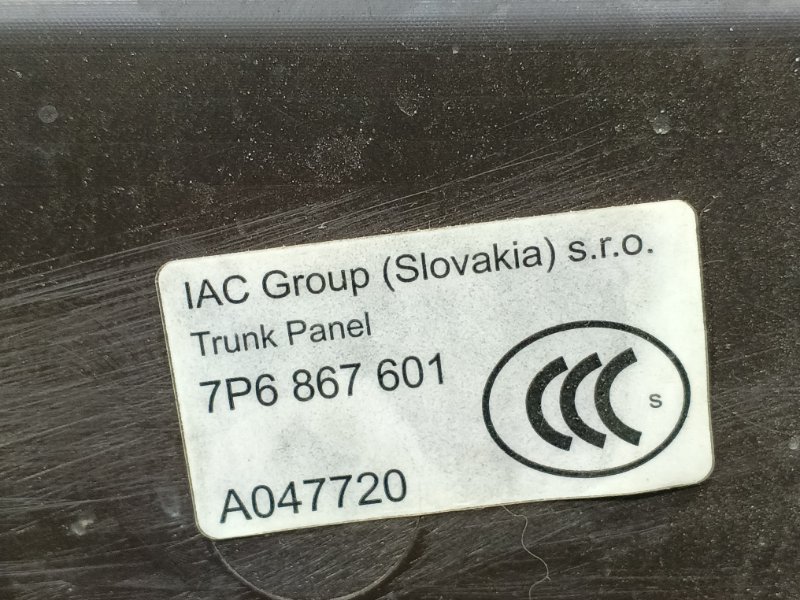 IAC Group (Slovakia) s.r.o.
Trunk Panel
7P6 867 601
CCC S
A047720